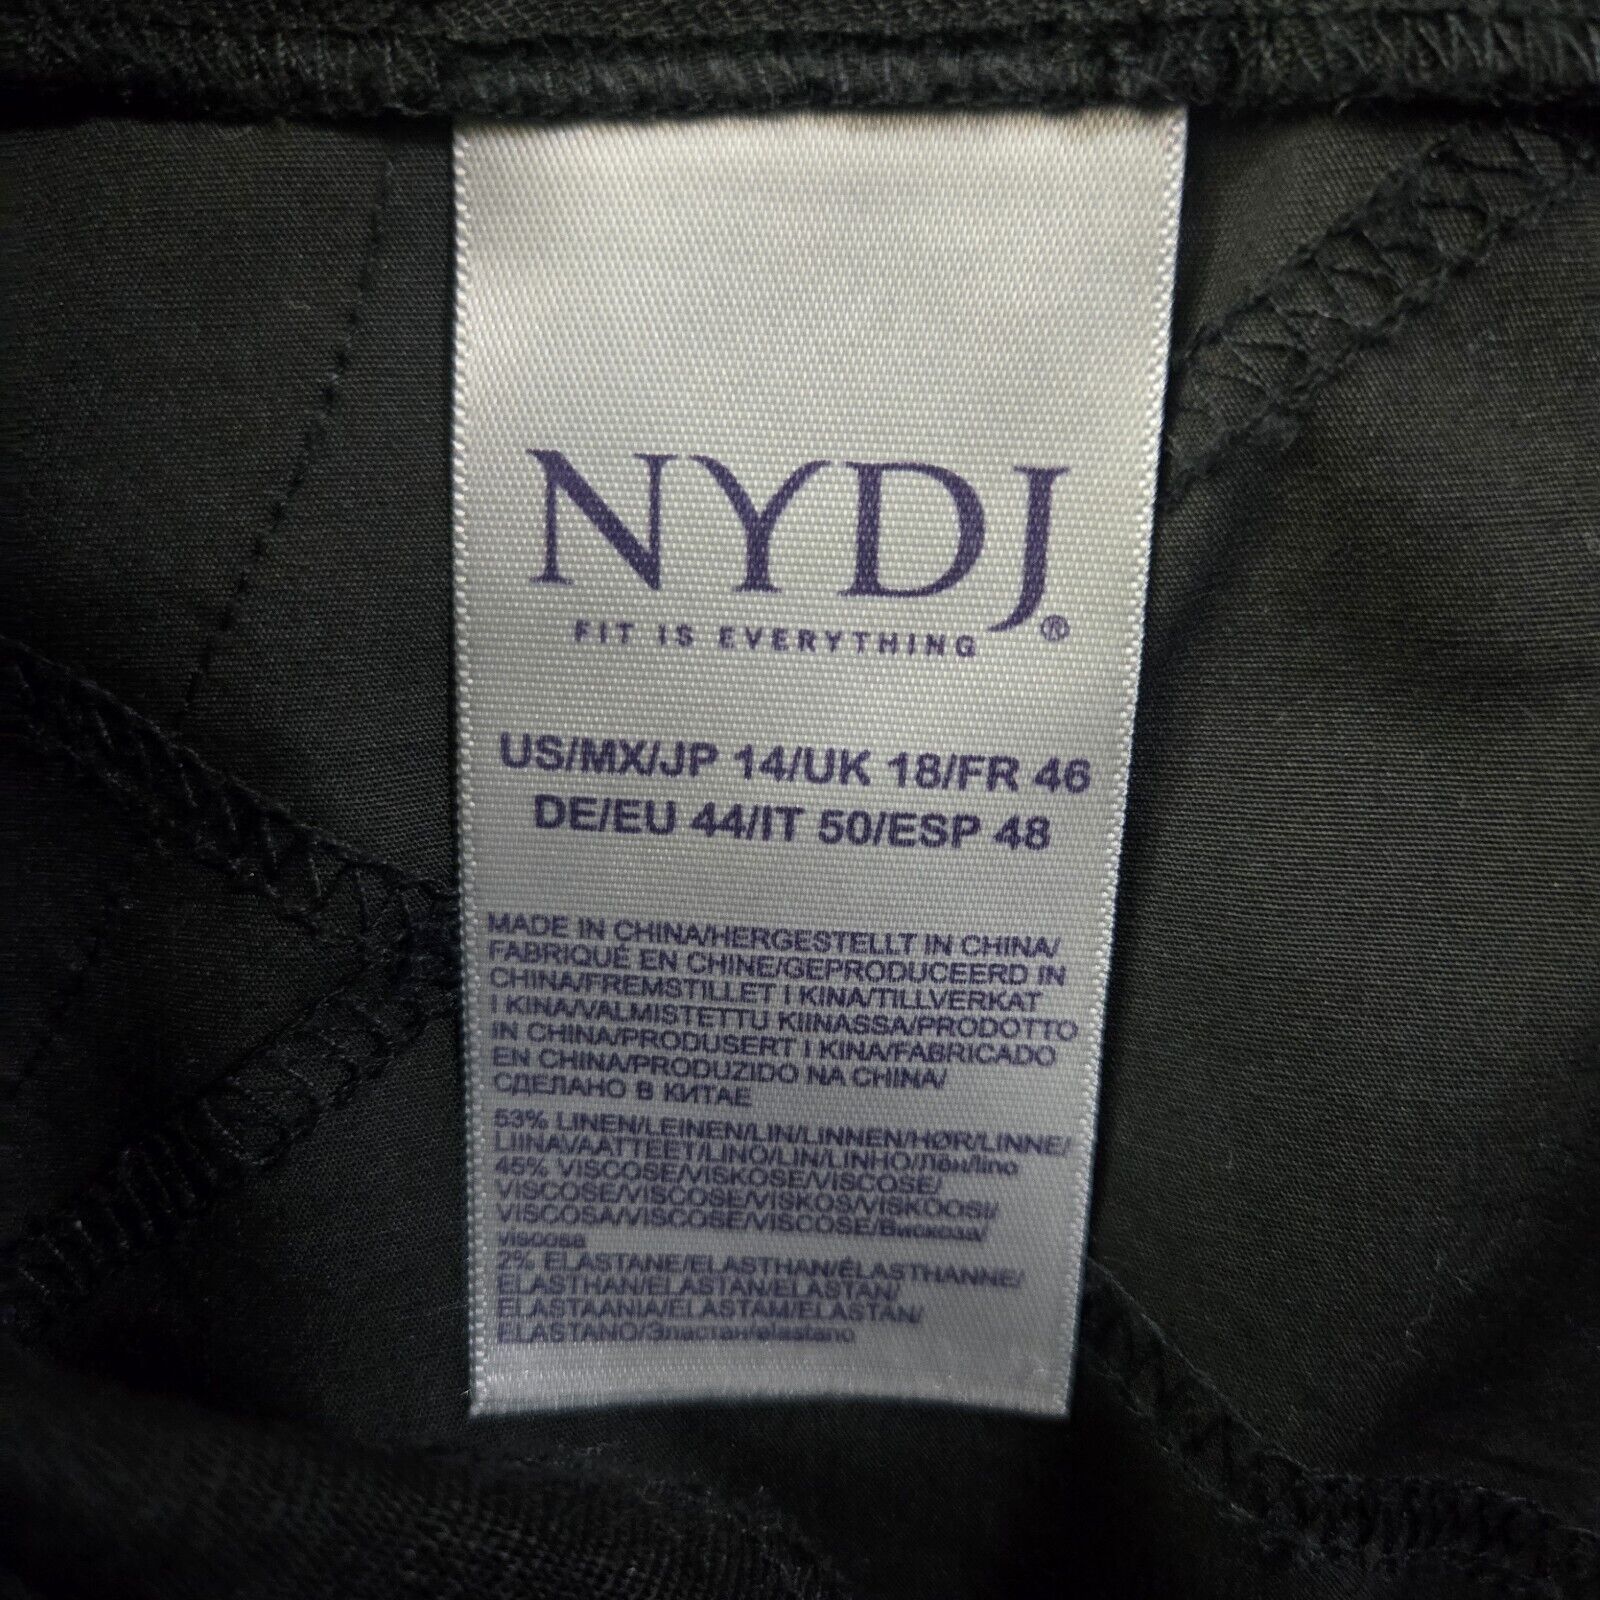 NYDJ®
FIT IS EVERYTHING
US/MX/JP 14/UK 18/FR 46
DE/EU 44/IT 50/ESP 48
MADE IN CHINA/HERGESTELLT IN CHINA/
FABRIQUÉ EN CHINE/GEPRODUCEERD IN
CHINA/FREMSTILLET I KINA/TILLVERKAT
I KINA/VALMISTETTU KIINASSA/PRODOTTO
IN CHINA/PRODUSERT I KINA/FABRICADO
EN CHINA/PRODUZIDO NA CHINA/
СДЕЛАНО В КИТАЕ
53% LINEN/LEINEN/LIN/LINNEN/HØR/LINNE/
LIINAVAATTEET/LINO/LIN/LINHO/Лён/lino
45% VISCOSE/VISKOSE/VISCOSE/
VISCOSE/VISCOSE/VISKOS/VISKOOSI/
VISCOSA/VISCOSE/VISCOSE/Вискоза/
viscosa
2% ELASTANE/ELASTHAN/ÉLASTHANNE/
ELASTHAN/ELASTAN/ELASTAN/
ELASTAANIA/ELASTAM/ELASTAN/
ELASTANO/Эластан/elastano